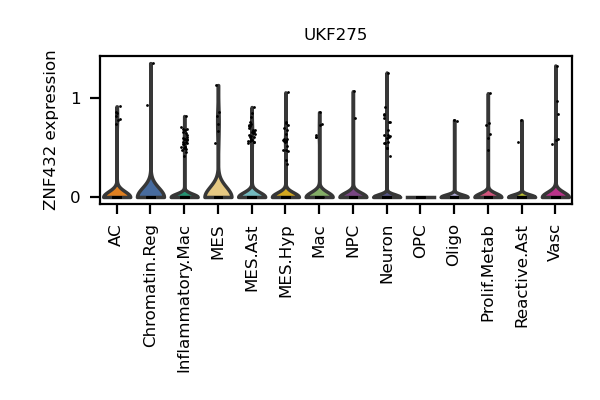 UKF275
ZNF432 expression
1
0
AC
Chromatin.Reg
Inflammatory.Mac
MES
MES.Ast
MES.Hyp
Mac
NPC
Neuron
OPC
Oligo
Prolif.Metab
Reactive.Ast
Vasc